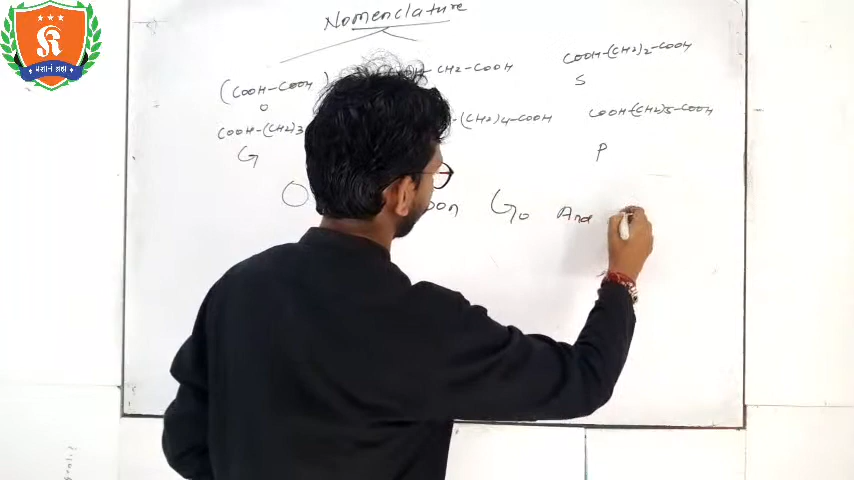 Nomenclature
(COOH-COOH) -CH2-COOH COOH-(CH2)2-COOH
O S
COOH-(CH2)3 -(CH2)4-COOH COOH-(CH2)5-COOH
G P
O oon Go And